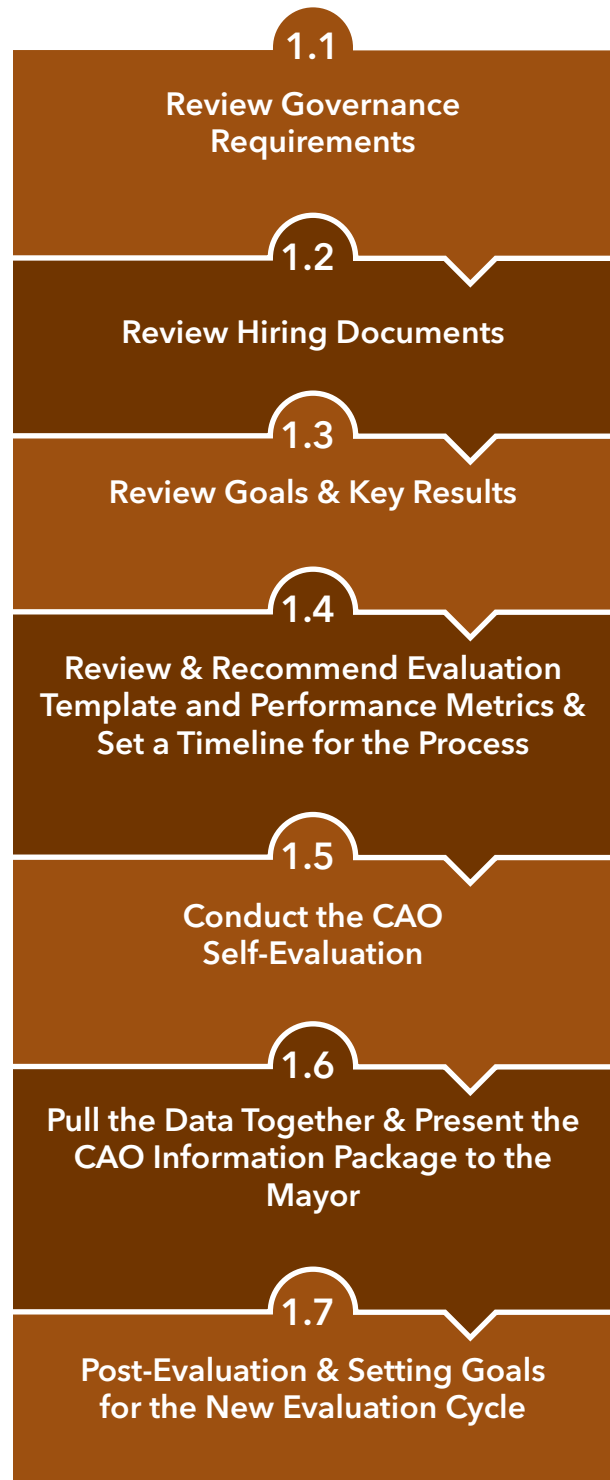 1.1
Review Governance
Requirements
1.2
Review Hiring Documents
1.3
Review Goals & Key Results
1.4
Review & Recommend Evaluation
Template and Performance Metrics &
Set a Timeline for the Process
1.5
Conduct the CAO
Self-Evaluation
1.6
Pull the Data Together & Present the
CAO Information Package to the
Mayor
1.7
Post-Evaluation & Setting Goals
for the New Evaluation Cycle